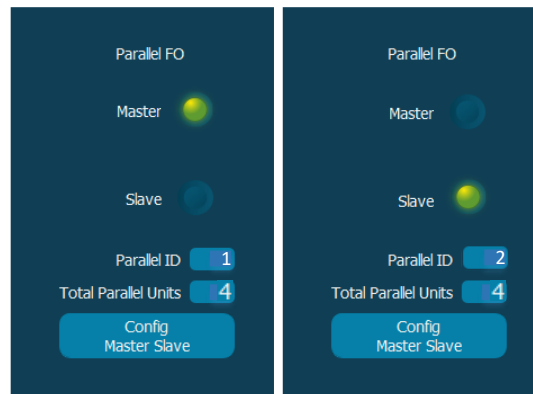 Parallel FO
Master
Slave
Parallel ID 1
Total Parallel Units 4
Config
Master Slave
Parallel FO
Master
Slave
Parallel ID 2
Total Parallel Units 4
Config
Master Slave